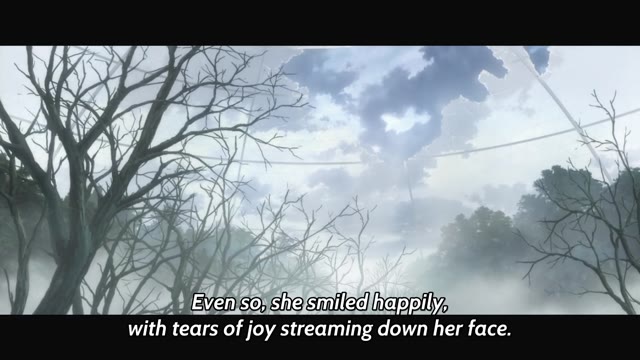 Even so, she smiled happily,
with tears of joy streaming down her face.